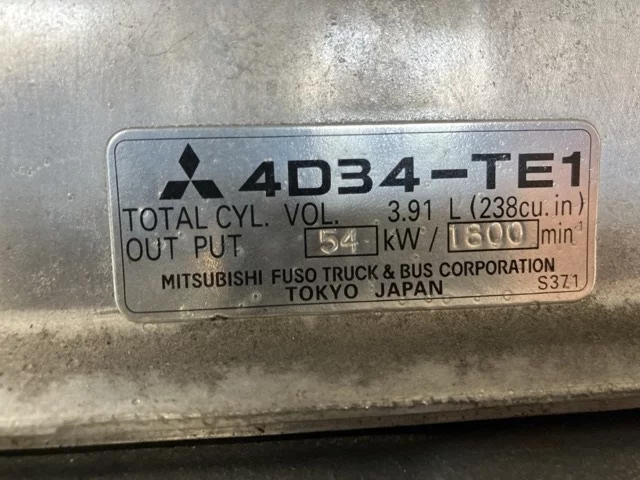 4D34-TE1
TOTAL CYL. VOL. 3.91 L (238cu. in)
OUT PUT 54 kW / 1800 min⁻¹
MITSUBISHI FUSO TRUCK & BUS CORPORATION
TOKYO JAPAN S371